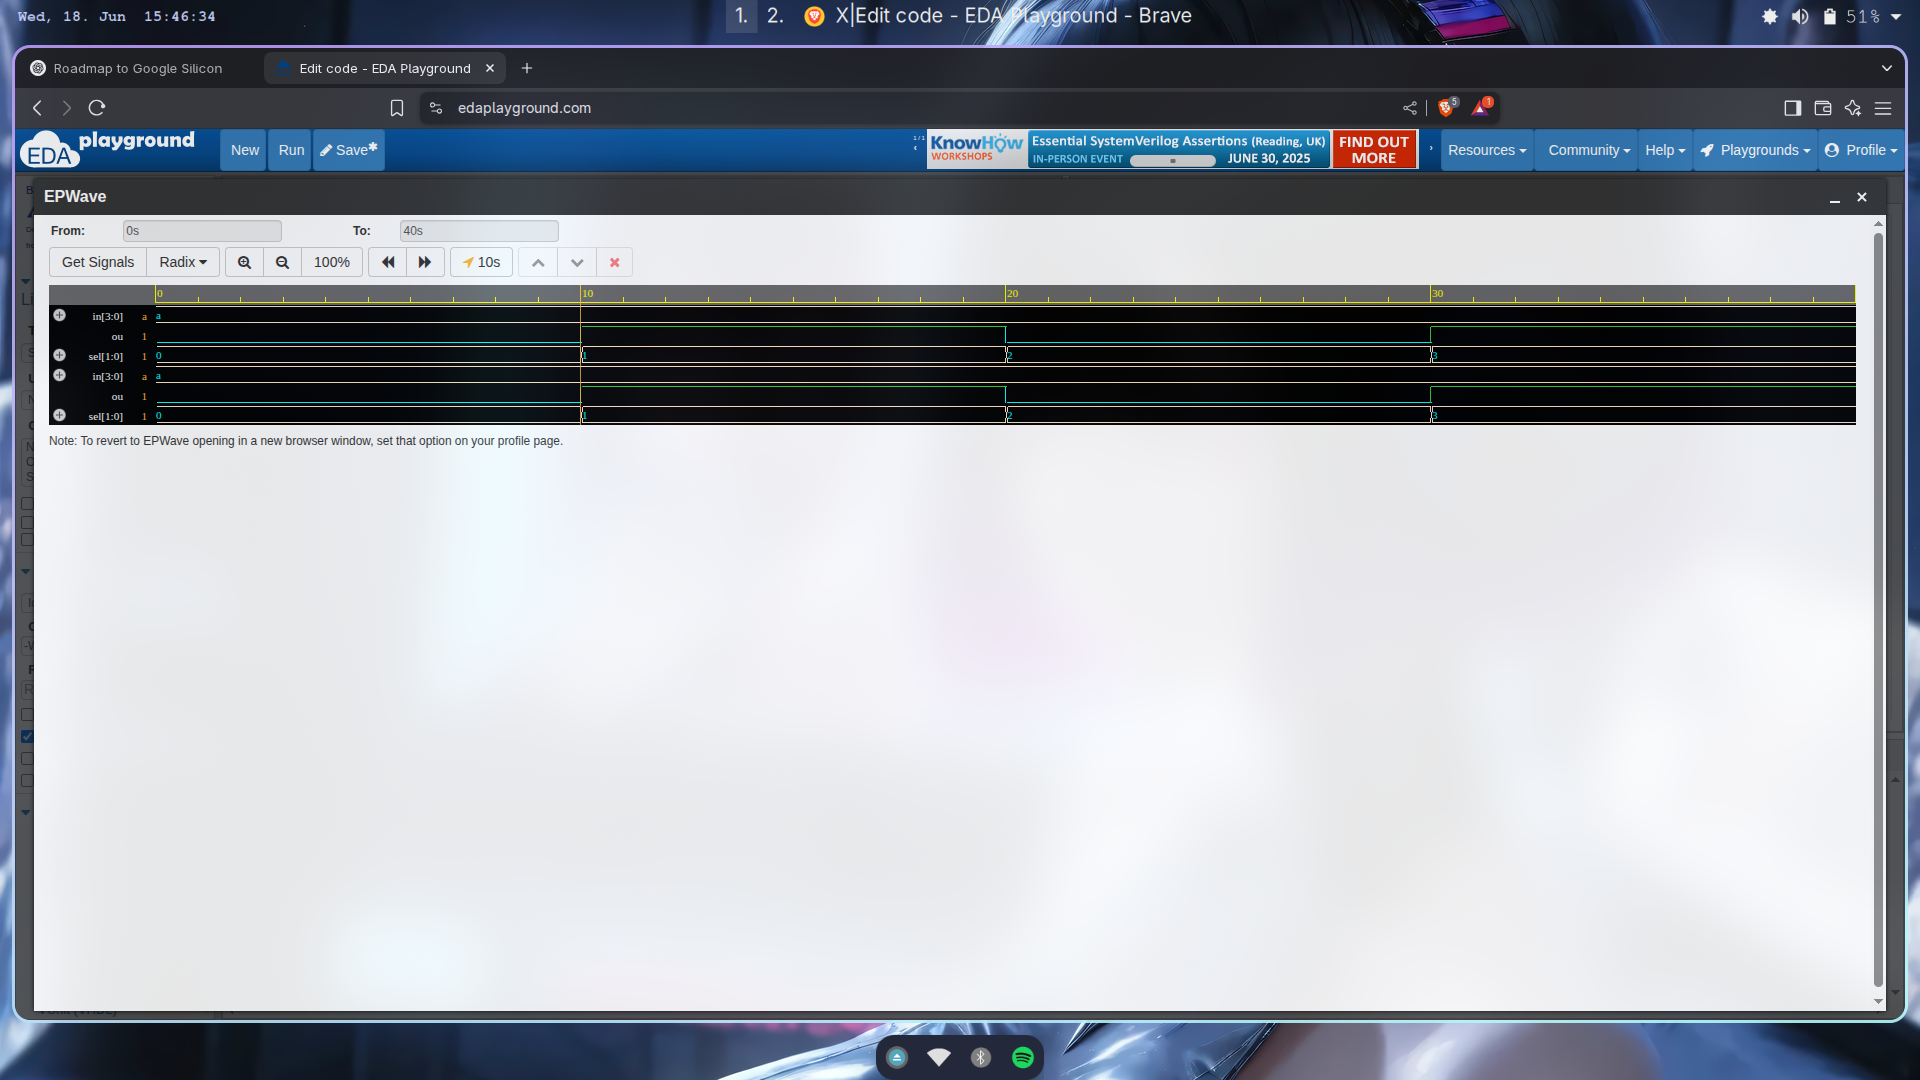 Wed, 18. Jun 15:46:34
1. 2. X|Edit code - EDA Playground - Brave
51%
Roadmap to Google Silicon
Edit code - EDA Playground
edaplayground.com
5
1
EDA playground
New
Run
Save*
1 / 1
KnowHow WORKSHOPS
Essential SystemVerilog Assertions (Reading, UK)
IN-PERSON EVENT
JUNE 30, 2025
FIND OUT MORE
Resources
Community
Help
Playgrounds
Profile
EPWave
From: 0s To: 40s
Get Signals Radix 100% 10s
0 10 20 30
in[3:0] a a
ou 1
sel[1:0] 1 0 1 2 3
in[3:0] a a
ou 1
sel[1:0] 1 0 1 2 3
Note: To revert to EPWave opening in a new browser window, set that option on your profile page.